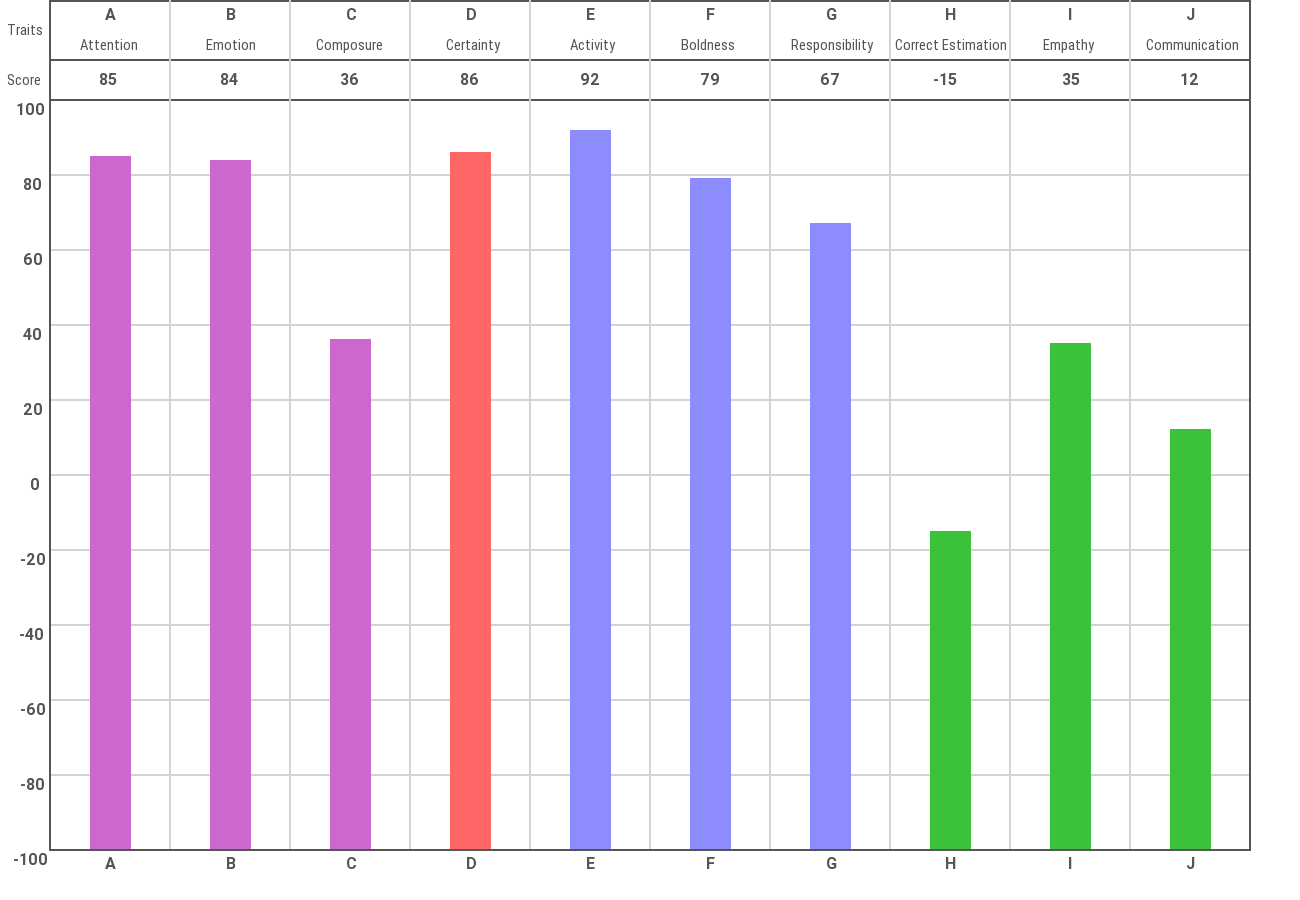 Traits A B C D E F G H I J
Attention Emotion Composure Certainty Activity Boldness Responsibility Correct Estimation Empathy Communication
Score 85 84 36 86 92 79 67 -15 35 12
100
80
60
40
20
0
-20
-40
-60
-80
-100
A B C D E F G H I J